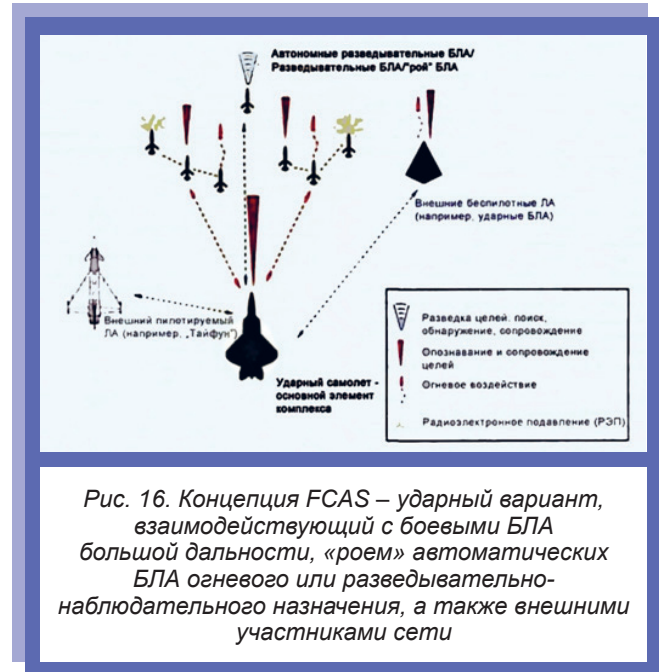 Автономные разведывательные БЛА/
Разведывательные БЛА/"рой" БЛА
Внешние беспилотные ЛА
(например, ударные БЛА)
Внешний пилотируемый
ЛА (например, „Тайфун")
Ударный самолет -
основной элемент
комплекса
Разведка целей: поиск,
обнаружение, сопровождение
Опознавание и сопровождение
целей
Огневое воздействие
Радиоэлектронное подавление (РЭП)
Рис. 16. Концепция FCAS – ударный вариант,
взаимодействующий с боевыми БЛА
большой дальности, «роем» автоматических
БЛА огневого или разведывательно-
наблюдательного назначения, а также внешними
участниками сети